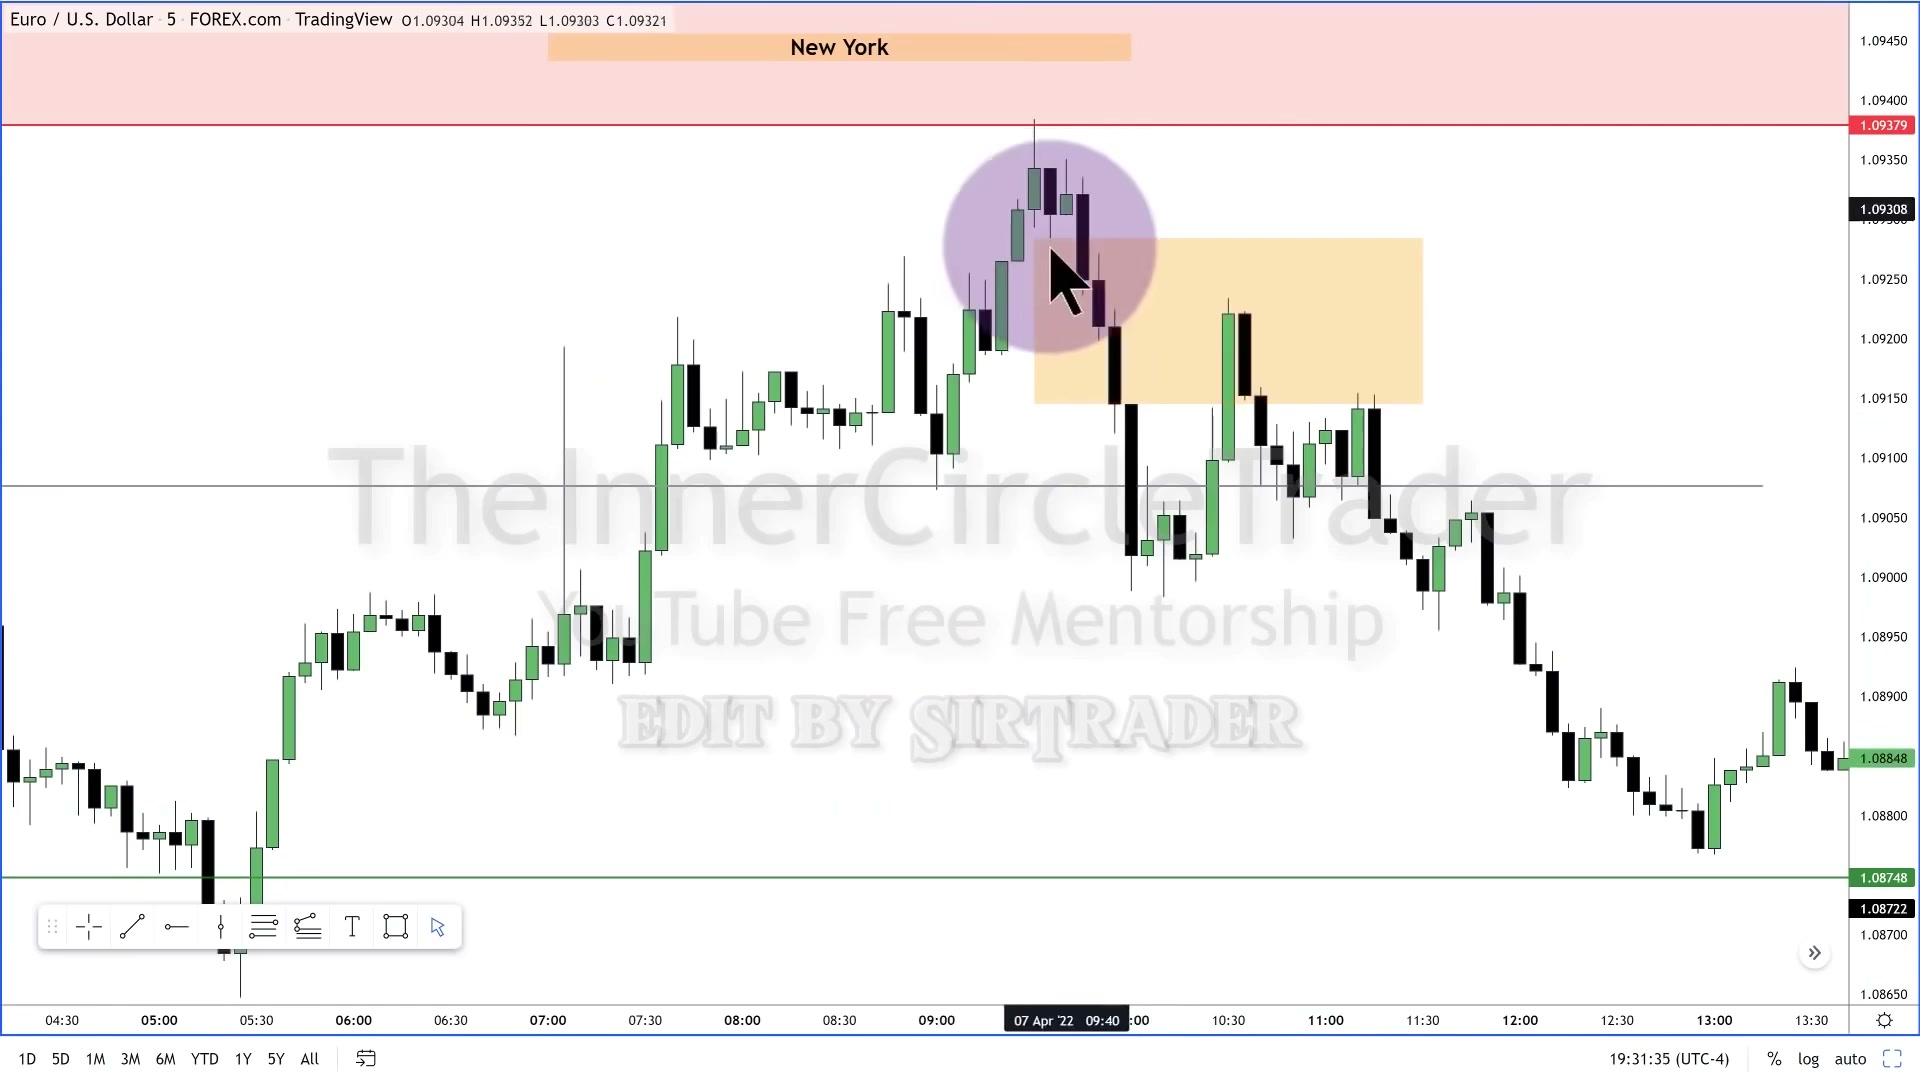 Euro / U.S. Dollar · 5 · FOREX.com · TradingView O1.09304 H1.09352 L1.09303 C1.09321
New York
1.09450
1.09400
1.09379
1.09350
1.09308
1.09250
1.09200
1.09150
1.09100
1.09050
1.09000
1.08950
1.08900
1.08848
1.08800
1.08748
1.08722
1.08700
1.08650
TheInnerCircleTrader
YouTube Free Mentorship
EDIT BY SIRTRADER
04:30 05:00 05:30 06:00 06:30 07:00 07:30 08:00 08:30 09:00 07 Apr '22 09:40 :00 10:30 11:00 11:30 12:00 12:30 13:00 13:30
1D 5D 1M 3M 6M YTD 1Y 5Y All 19:31:35 (UTC-4) % log auto